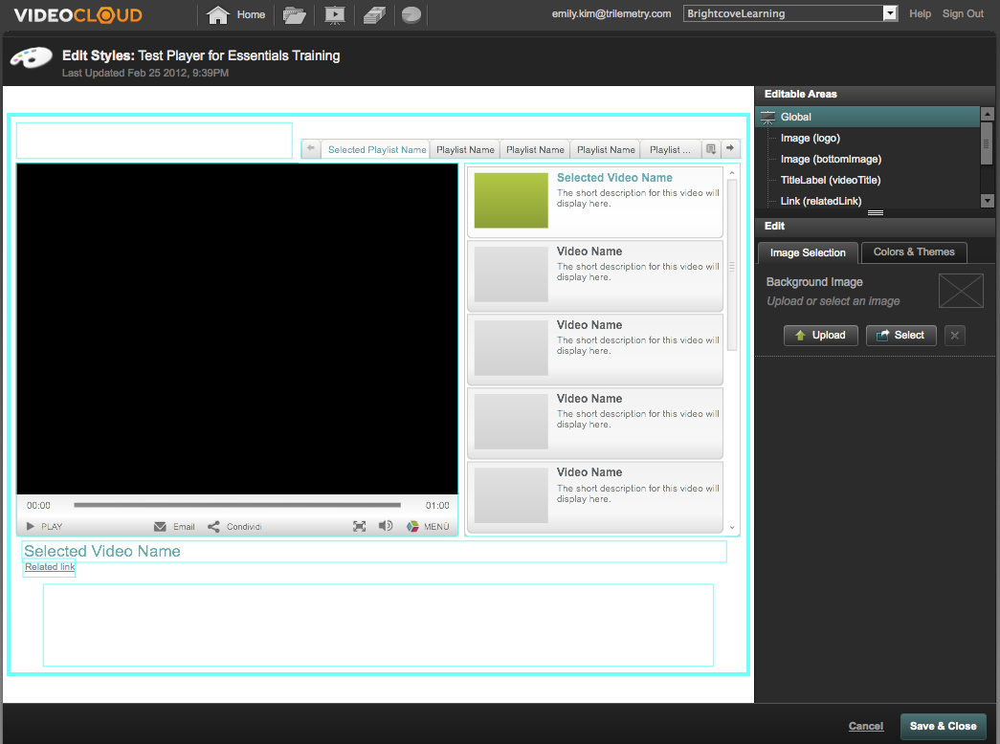 VIDEOCLOUD
Home
emily.kim@trilemetry.com
BrightcoveLearning
Help
Sign Out
Edit Styles: Test Player for Essentials Training
Last Updated Feb 25 2012, 9:39PM
Selected Playlist Name
Playlist Name
Playlist Name
Playlist Name
Playlist ...
Selected Video Name
The short description for this video will
display here.
Video Name
The short description for this video will
display here.
Video Name
The short description for this video will
display here.
Video Name
The short description for this video will
display here.
Video Name
The short description for this video will
display here.
00:00
01:00
PLAY
Email
Condividi
MENÙ
Selected Video Name
Related link
Editable Areas
Global
Image (logo)
Image (bottomImage)
TitleLabel (videoTitle)
Link (relatedLink)
Edit
Image Selection
Colors & Themes
Background Image
Upload or select an image
Upload
Select
Cancel
Save & Close